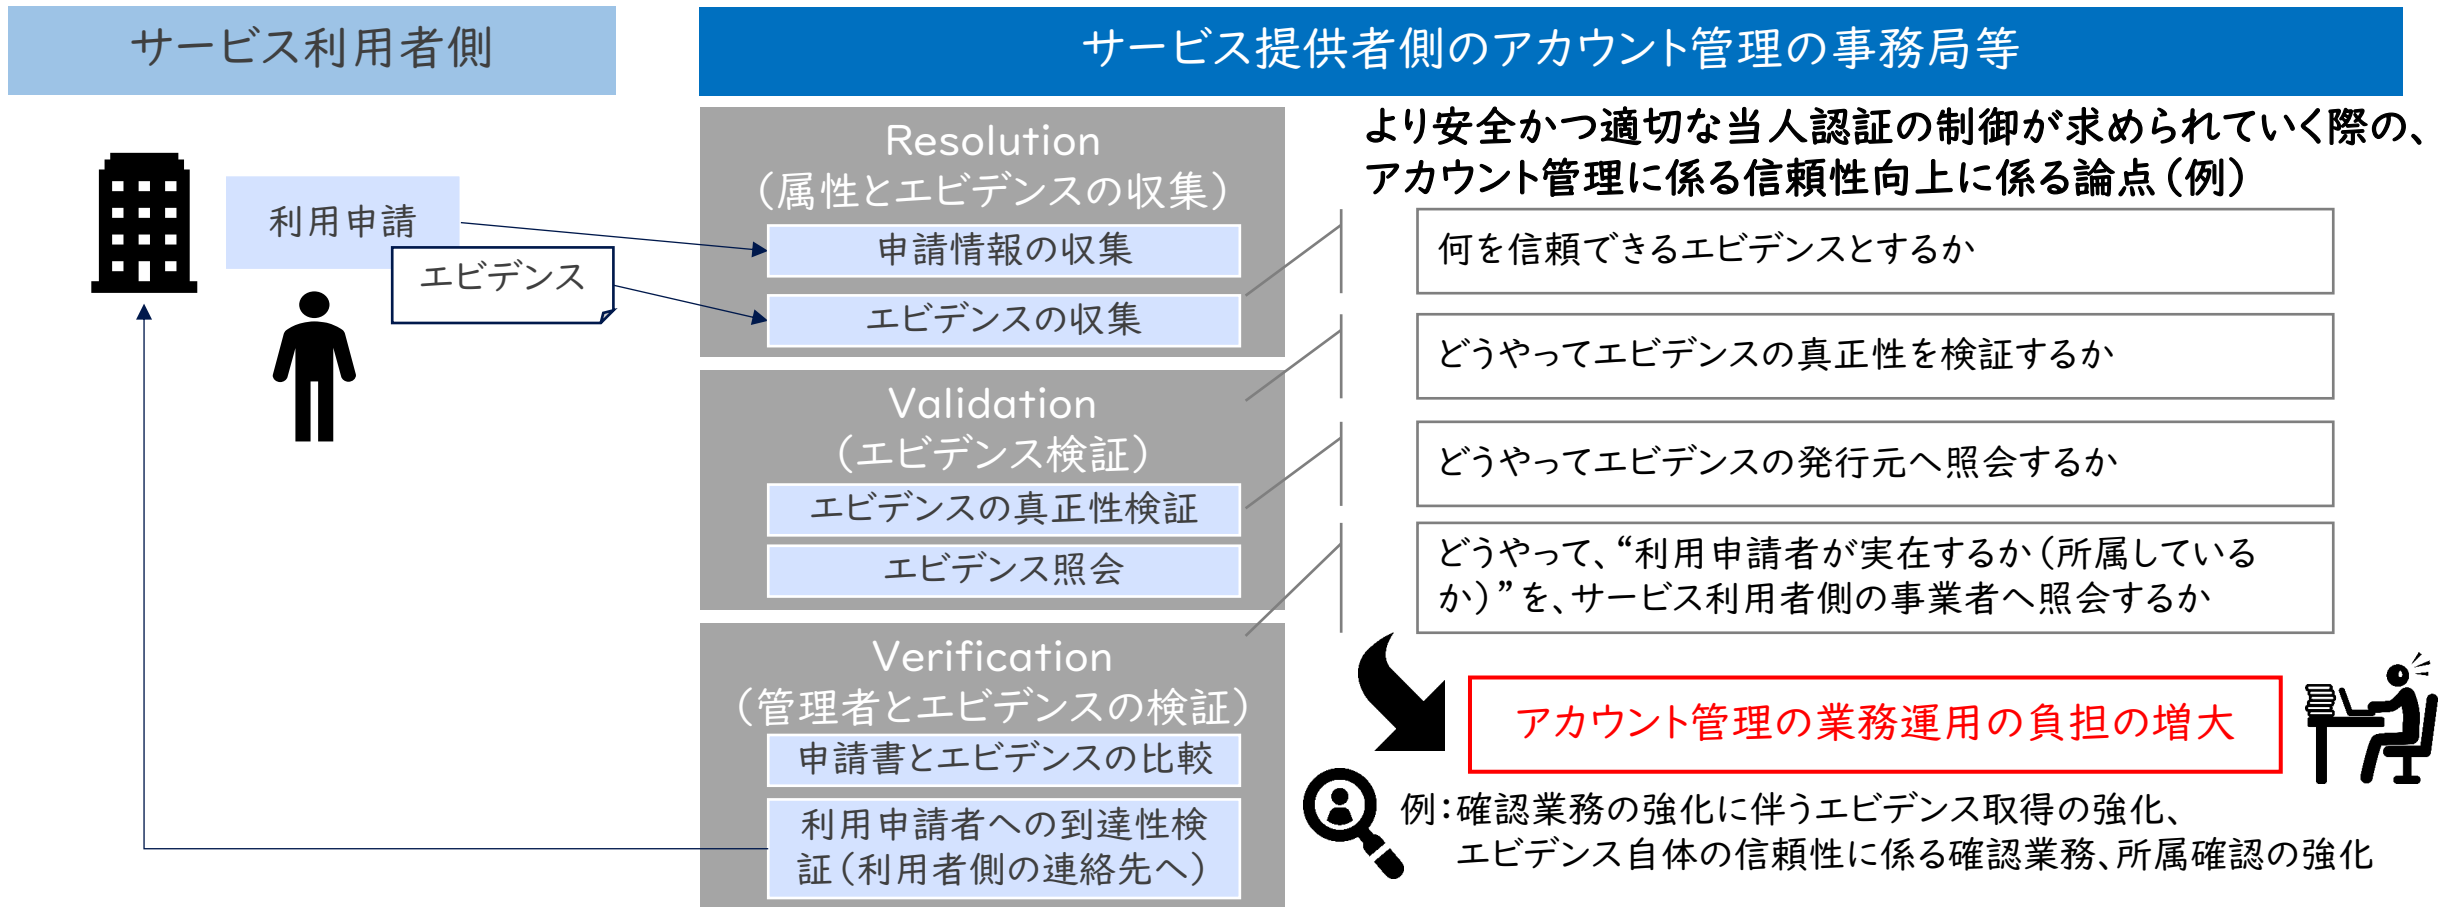 サービス利用者側
サービス提供者側のアカウント管理の事務局等
利用申請
エビデンス
Resolution
（属性とエビデンスの収集）
申請情報の収集
エビデンスの収集
Validation
（エビデンス検証）
エビデンスの真正性検証
エビデンス照会
Verification
（管理者とエビデンスの検証）
申請書とエビデンスの比較
利用申請者への到達性検
証（利用者側の連絡先へ）
より安全かつ適切な当人認証の制御が求められていく際の、
アカウント管理に係る信頼性向上に係る論点（例）
何を信頼できるエビデンスとするか
どうやってエビデンスの真正性を検証するか
どうやってエビデンスの発行元へ照会するか
どうやって、“利用申請者が実在するか（所属している
か）”を、サービス利用者側の事業者へ照会するか
アカウント管理の業務運用の負担の増大
例：確認業務の強化に伴うエビデンス取得の強化、
エビデンス自体の信頼性に係る確認業務、所属確認の強化